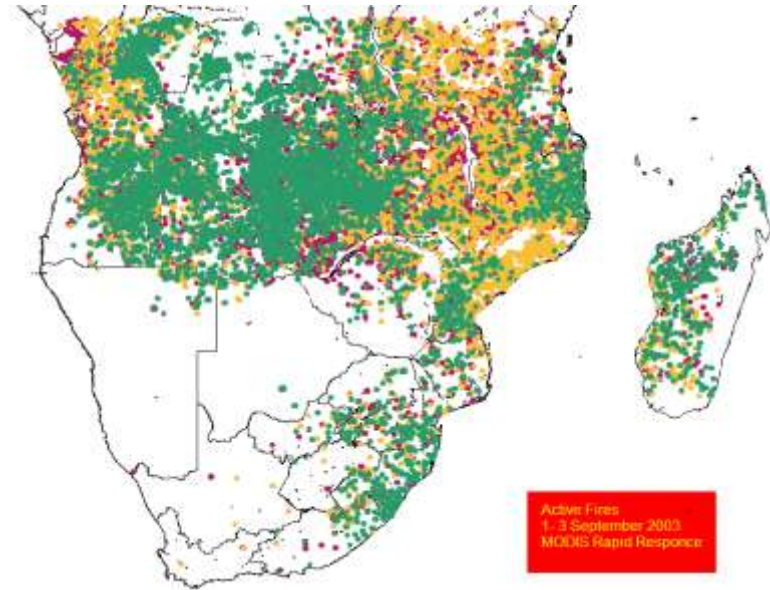 Active Fires
1- 3 September 2003
MODIS Rapid Responce